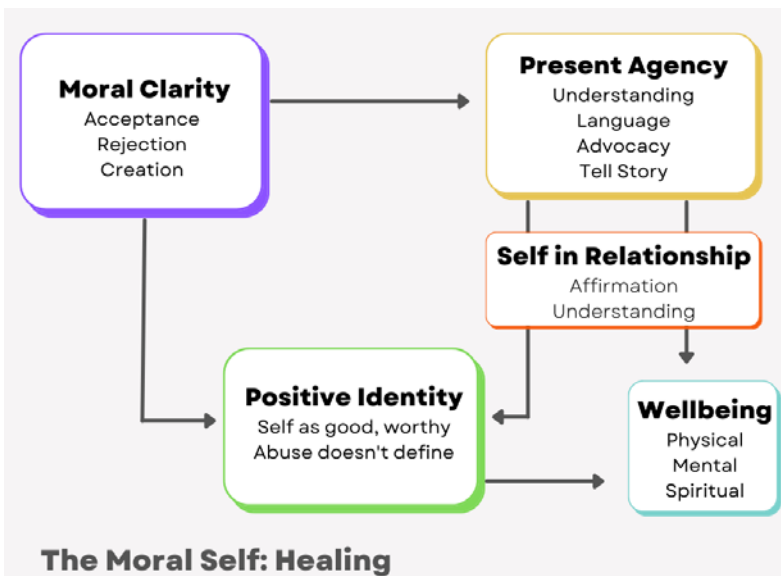 Moral Clarity
Acceptance
Rejection
Creation
Present Agency
Understanding
Language
Advocacy
Tell Story
Self in Relationship
Affirmation
Understanding
Positive Identity
Self as good, worthy
Abuse doesn't define
Wellbeing
Physical
Mental
Spiritual
The Moral Self: Healing